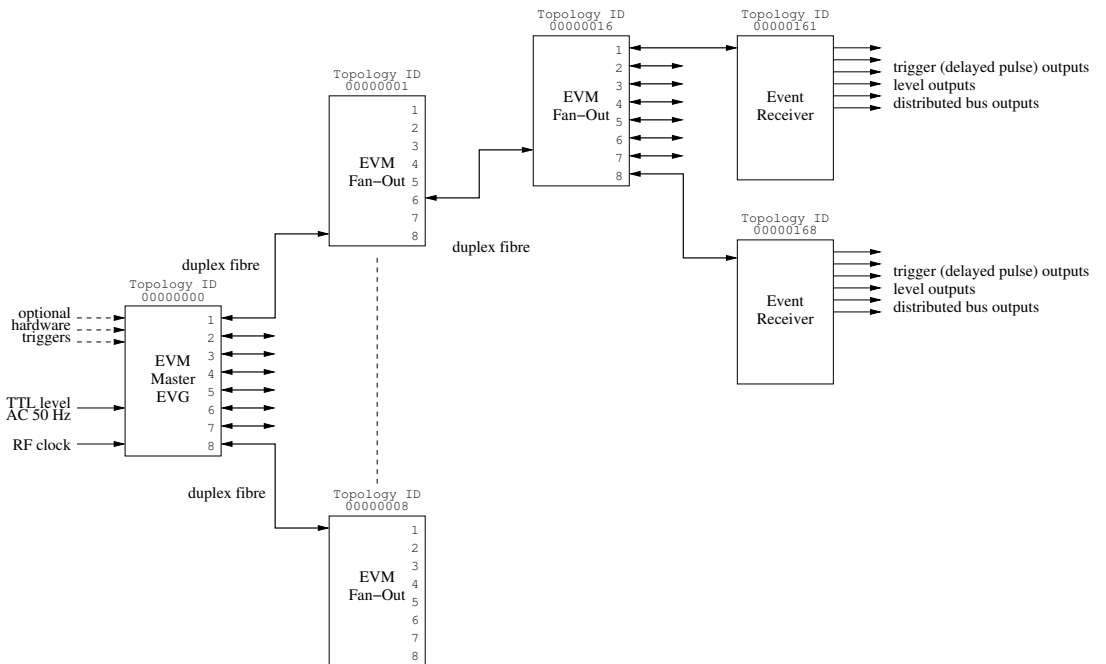 Topology ID
00000016
1
2
3
4
5
6
7
8
EVM
Fan-Out
Topology ID
00000161
Event
Receiver
trigger (delayed pulse) outputs
level outputs
distributed bus outputs
Topology ID
00000001
1
2
3
4
5
6
7
8
EVM
Fan-Out
duplex fibre
duplex fibre
Topology ID
00000168
Event
Receiver
trigger (delayed pulse) outputs
level outputs
distributed bus outputs
Topology ID
00000000
optional
hardware
triggers
TTL level
AC 50 Hz
RF clock
EVM
Master
EVG
1
2
3
4
5
6
7
8
duplex fibre
Topology ID
00000008
EVM
Fan-Out
1
2
3
4
5
6
7
8